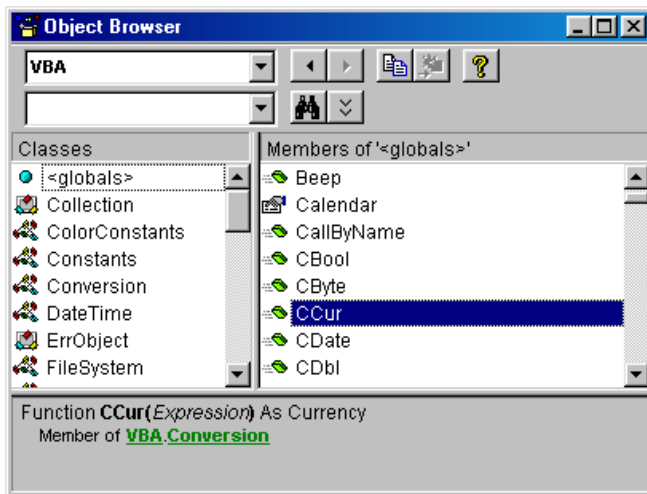 Object Browser
VBA
Classes
Members of '<globals>'
<globals>
Collection
ColorConstants
Constants
Conversion
DateTime
ErrObject
FileSystem
Beep
Calendar
CallByName
CBool
CByte
CCur
CDate
CDbl
Function CCur(Expression) As Currency
Member of VBA.Conversion